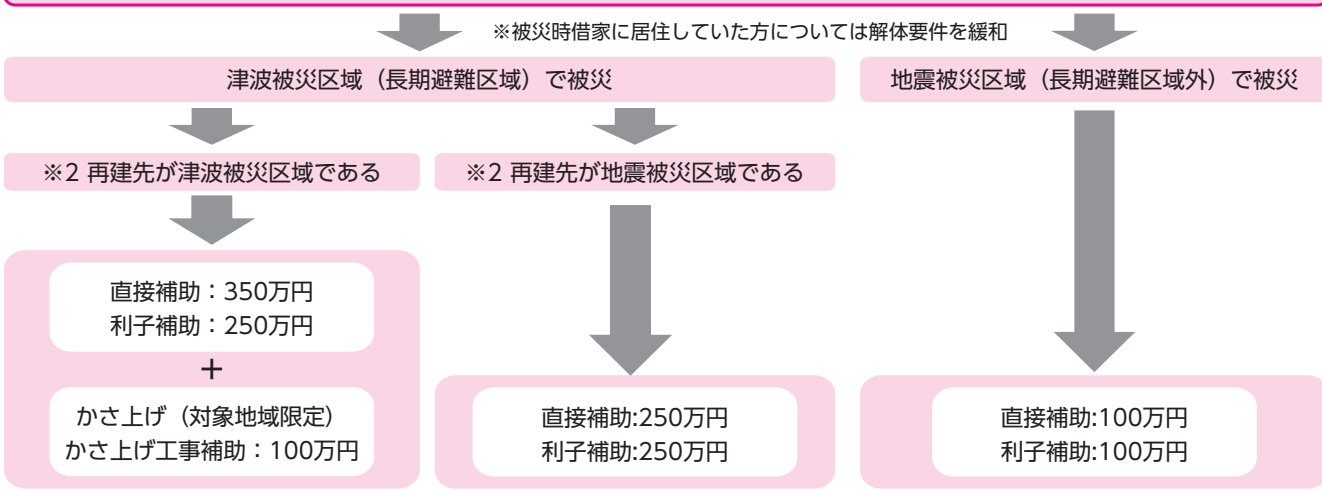 ※被災時借家に居住していた方については解体要件を緩和
津波被災区域（長期避難区域）で被災
地震被災区域（長期避難区域外）で被災
※2 再建先が津波被災区域である
※2 再建先が地震被災区域である
直接補助：350万円
利子補助：250万円
＋
かさ上げ（対象地域限定）
かさ上げ工事補助：100万円
直接補助:250万円
利子補助:250万円
直接補助:100万円
利子補助:100万円